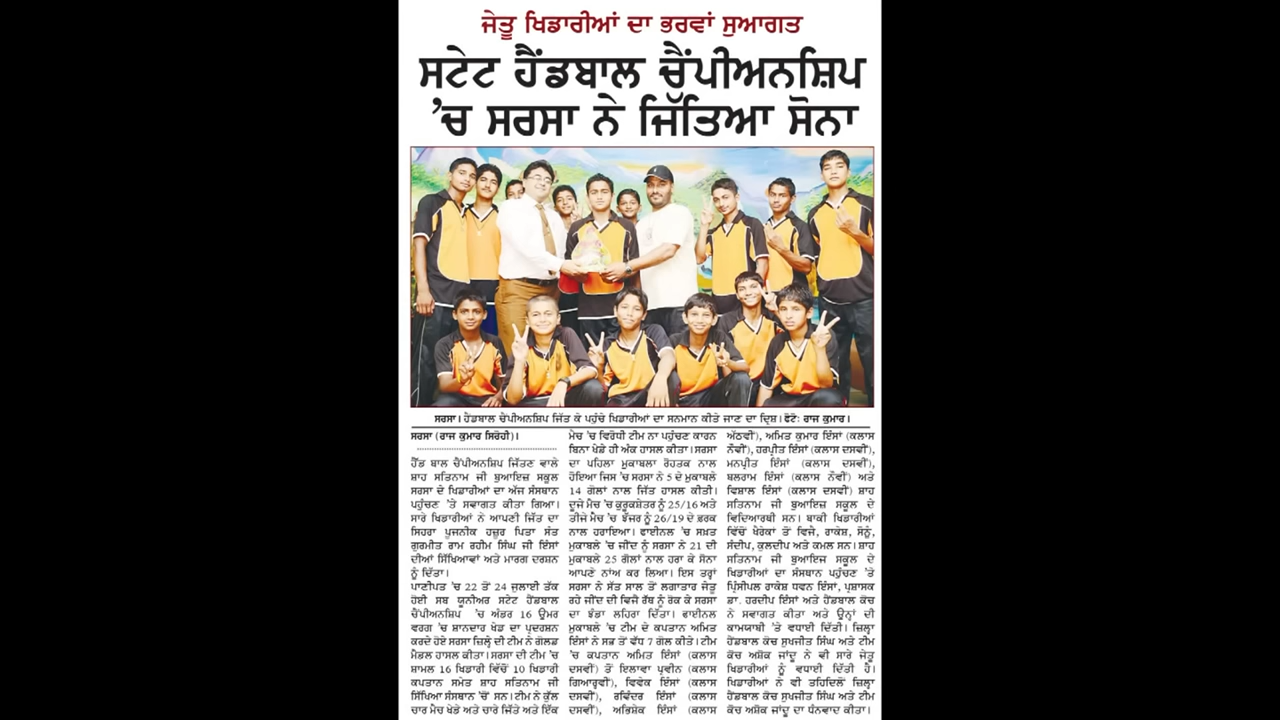 ਜੇਤੂ ਖਿਡਾਰੀਆਂ ਦਾ ਭਰਵਾਂ ਸੁਆਗਤ
ਸਟੇਟ ਹੈਂਡਬਾਲ ਚੈਂਪੀਅਨਸ਼ਿਪ
'ਚ ਸਰਸਾ ਨੇ ਜਿੱਤਿਆ ਸੋਨਾ
ਸਰਸਾ। ਹੈਂਡਬਾਲ ਚੈਂਪੀਅਨਸ਼ਿਪ ਜਿੱਤ ਕੇ ਪਹੁੰਚੇ ਖਿਡਾਰੀਆਂ ਦਾ ਸਨਮਾਨ ਕੀਤੇ ਜਾਣ ਦਾ ਦ੍ਰਿਸ਼। ਫੋਟੋ: ਰਾਜ ਕੁਮਾਰ।
ਸਰਸਾ (ਰਾਜ ਕੁਮਾਰ ਸਿਰੋਹੀ)।
ਹੈਂਡ ਬਾਲ ਚੈਂਪੀਅਨਸ਼ਿਪ ਜਿੱਤਣ ਵਾਲੇ
ਸ਼ਾਹ ਸਤਿਨਾਮ ਜੀ ਬੁਆਇਜ਼ ਸਕੂਲ
ਸਰਸਾ ਦੇ ਖਿਡਾਰੀਆਂ ਦਾ ਅੱਜ ਸੰਸਥਾਨ
ਪਹੁੰਚਣ 'ਤੇ ਸਵਾਗਤ ਕੀਤਾ ਗਿਆ।
ਸਾਰੇ ਖਿਡਾਰੀਆਂ ਨੇ ਆਪਣੀ ਜਿੱਤ ਦਾ
ਸਿਹਰਾ ਪੂਜਨੀਕ ਹਜ਼ੂਰ ਪਿਤਾ ਸੰਤ
ਗੁਰਮੀਤ ਰਾਮ ਰਹੀਮ ਸਿੰਘ ਜੀ ਇੰਸਾਂ
ਦੀਆਂ ਸਿੱਖਿਆਵਾਂ ਅਤੇ ਮਾਰਗ ਦਰਸ਼ਨ
ਨੂੰ ਦਿੱਤਾ।
ਪਾਣੀਪਤ 'ਚ 22 ਤੋਂ 24 ਜੁਲਾਈ ਤੱਕ
ਹੋਈ ਸਬ ਯੂਨੀਅਰ ਸਟੇਟ ਹੈਂਡਬਾਲ
ਚੈਂਪੀਅਨਸ਼ਿਪ 'ਚ ਅੰਡਰ 16 ਉਮਰ
ਵਰਗ 'ਚ ਸ਼ਾਨਦਾਰ ਖੇਡ ਦਾ ਪ੍ਰਦਰਸ਼ਨ
ਕਰਦੇ ਹੋਏ ਸਰਸਾ ਜ਼ਿਲ੍ਹੇ ਦੀ ਟੀਮ ਨੇ ਗੋਲਡ
ਮੈਡਲ ਹਾਸਲ ਕੀਤਾ। ਸਰਸਾ ਦੀ ਟੀਮ 'ਚ
ਸ਼ਾਮਲ 16 ਖਿਡਾਰੀ ਵਿੱਚੋਂ 10 ਖਿਡਾਰੀ
ਕਪਤਾਨ ਸਮੇਤ ਸ਼ਾਹ ਸਤਿਨਾਮ ਜੀ
ਸਿੱਖਿਆ ਸੰਸਥਾਨ 'ਚੋਂ ਸਨ। ਟੀਮ ਨੇ ਕੁੱਲ
ਚਾਰ ਮੈਚ ਖੇਡੇ ਅਤੇ ਚਾਰੇ ਜਿੱਤੇ ਅਤੇ ਇੱਕ
ਮੈਚ 'ਚ ਵਿਰੋਧੀ ਟੀਮ ਨਾ ਪਹੁੰਚਣ ਕਾਰਨ
ਬਿਨਾ ਖੇਡੇ ਹੀ ਅੰਕ ਹਾਸਲ ਕੀਤਾ। ਸਰਸਾ
ਦਾ ਪਹਿਲਾ ਮੁਕਾਬਲਾ ਰੋਹਤਕ ਨਾਲ
ਹੋਇਆ ਜਿਸ 'ਚ ਸਰਸਾ ਨੇ 5 ਦੇ ਮੁਕਾਬਲੇ
14 ਗੋਲਾਂ ਨਾਲ ਜਿੱਤ ਹਾਸਲ ਕੀਤੀ।
ਦੂਜੇ ਮੈਚ 'ਚ ਕੁਰੂਕਸ਼ੇਤਰ ਨੂੰ 25/16 ਅਤੇ
ਤੀਜੇ ਮੈਚ 'ਚ ਝੱਜਰ ਨੂੰ 26/19 ਦੇ ਫ਼ਰਕ
ਨਾਲ ਹਰਾਇਆ। ਫਾਈਨਲ 'ਚ ਸਖ਼ਤ
ਮੁਕਾਬਲੇ 'ਚ ਜੀਂਦ ਨੂੰ ਸਰਸਾ ਨੇ 21 ਦੀ
ਮੁਕਾਬਲੇ 25 ਗੋਲਾਂ ਨਾਲ ਹਰਾ ਕੇ ਸੋਨਾ
ਆਪਣੇ ਨਾਂਅ ਕਰ ਲਿਆ। ਇਸ ਤਰ੍ਹਾਂ
ਸਰਸਾ ਨੇ ਸੱਤ ਸਾਲ ਤੋਂ ਲਗਾਤਾਰ ਜੇਤੂ
ਰਹੇ ਜੀਂਦ ਦੀ ਵਿਜੈ ਰੱਥ ਨੂੰ ਰੋਕ ਕੇ ਸਰਸਾ
ਦਾ ਝੰਡਾ ਲਹਿਰਾ ਦਿੱਤਾ। ਫਾਈਨਲ
ਮੁਕਾਬਲੇ 'ਚ ਟੀਮ ਦੇ ਕਪਤਾਨ ਅਮਿਤ
ਇੰਸਾਂ ਨੇ ਸਭ ਤੋਂ ਵੱਧ 7 ਗੋਲ ਕੀਤੇ। ਟੀਮ
'ਚ ਕਪਤਾਨ ਅਮਿਤ ਇੰਸਾਂ (ਕਲਾਸ
ਦਸਵੀਂ) ਤੋਂ ਇਲਾਵਾ ਪ੍ਰਵੀਨ (ਕਲਾਸ
ਗਿਆਰ੍ਹਵੀਂ), ਵਿਵੇਕ ਇੰਸਾਂ (ਕਲਾਸ
ਦਸਵੀਂ), ਰਵਿੰਦਰ ਇੰਸਾਂ (ਕਲਾਸ
ਦਸਵੀਂ), ਅਭਿਸ਼ੇਕ ਇੰਸਾਂ (ਕਲਾਸ
ਅੱਠਵੀਂ), ਅਮਿਤ ਕੁਮਾਰ ਇੰਸਾਂ (ਕਲਾਸ
ਨੌਵੀਂ), ਹਰਪ੍ਰੀਤ ਇੰਸਾਂ (ਕਲਾਸ ਦਸਵੀਂ),
ਮਨਪ੍ਰੀਤ ਇੰਸਾਂ (ਕਲਾਸ ਦਸਵੀਂ),
ਬਲਰਾਮ ਇੰਸਾਂ (ਕਲਾਸ ਨੌਵੀਂ) ਅਤੇ
ਵਿਸ਼ਾਲ ਇੰਸਾਂ (ਕਲਾਸ ਦਸਵੀਂ) ਸ਼ਾਹ
ਸਤਿਨਾਮ ਜੀ ਬੁਆਇਜ਼ ਸਕੂਲ ਦੇ
ਵਿਦਿਆਰਥੀ ਸਨ। ਬਾਕੀ ਖਿਡਾਰੀਆਂ
ਵਿੱਚੋਂ ਖੈਰੇਕਾਂ ਤੋਂ ਵਿਜੈ, ਰਾਕੇਸ਼, ਸੋਨੂੰ,
ਸੰਦੀਪ, ਕੁਲਦੀਪ ਅਤੇ ਕਮਲ ਸਨ। ਸ਼ਾਹ
ਸਤਿਨਾਮ ਜੀ ਬੁਆਇਜ ਸਕੂਲ ਦੇ
ਖਿਡਾਰੀਆਂ ਦਾ ਸੰਸਥਾਨ ਪਹੁੰਚਣ 'ਤੇ
ਪ੍ਰਿੰਸੀਪਲ ਰਾਕੇਸ਼ ਧਵਨ ਇੰਸਾਂ, ਪ੍ਰਸ਼ਾਸਕ
ਡਾ. ਹਰਦੀਪ ਇੰਸਾਂ ਅਤੇ ਹੈਂਡਬਾਲ ਕੋਚ
ਨੇ ਸਵਾਗਤ ਕੀਤਾ ਅਤੇ ਉਨ੍ਹਾਂ ਦੀ
ਕਾਮਯਾਬੀ 'ਤੇ ਵਧਾਈ ਦਿੱਤੀ। ਜ਼ਿਲ੍ਹਾ
ਹੈਂਡਬਾਲ ਕੋਚ ਸੁਖਜੀਤ ਸਿੰਘ ਅਤੇ ਟੀਮ
ਕੋਚ ਅਸ਼ੋਕ ਜਾਂਦੂ ਨੇ ਵੀ ਸਾਰੇ ਜੇਤੂ
ਖਿਡਾਰੀਆਂ ਨੂੰ ਵਧਾਈ ਦਿੱਤੀ ਹੈ।
ਖਿਡਾਰੀਆਂ ਨੇ ਵੀ ਤਹਿਦਿਲੋਂ ਜ਼ਿਲ੍ਹਾ
ਹੈਂਡਬਾਲ ਕੋਚ ਸੁਖਜੀਤ ਸਿੰਘ ਅਤੇ ਟੀਮ
ਕੋਚ ਅਸ਼ੋਕ ਜਾਂਦੂ ਦਾ ਧੰਨਵਾਦ ਕੀਤਾ।